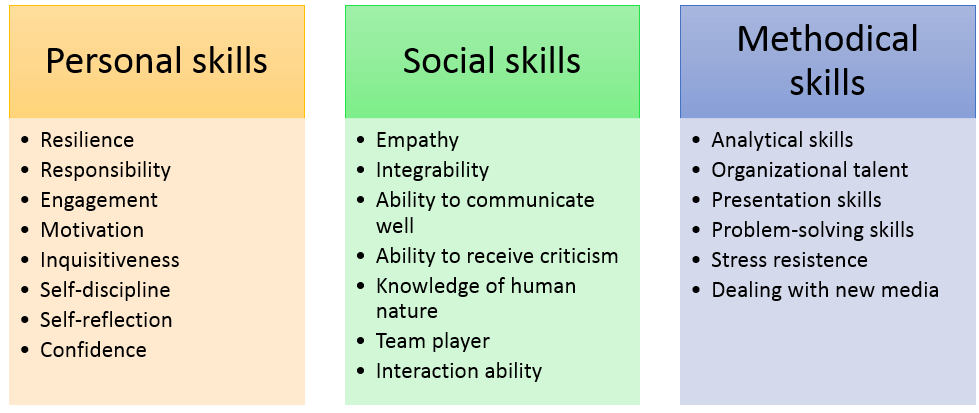 Personal skills
• Resilience
• Responsibility
• Engagement
• Motivation
• Inquisitiveness
• Self-discipline
• Self-reflection
• Confidence
Social skills
• Empathy
• Integrability
• Ability to communicate
well
• Ability to receive criticism
• Knowledge of human
nature
• Team player
• Interaction ability
Methodical
skills
• Analytical skills
• Organizational talent
• Presentation skills
• Problem-solving skills
• Stress resistence
• Dealing with new media